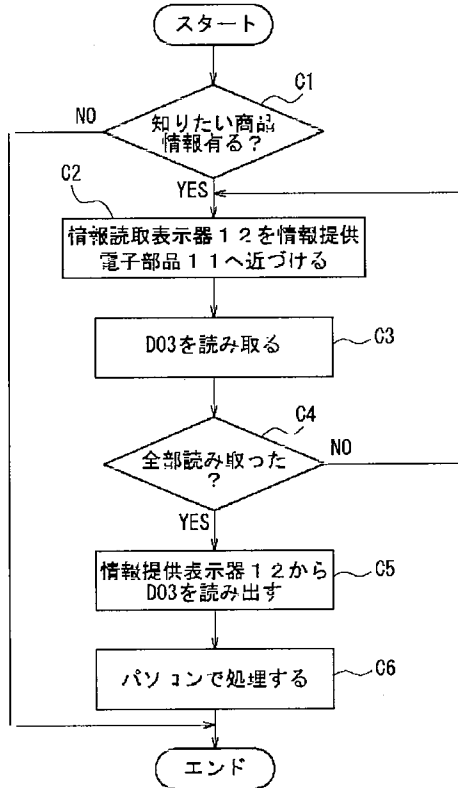 スタート
C1
NO
知りたい商品
情報有る？
C2
YES
情報読取表示器１２を情報提供
電子部品１１へ近づける
D03を読み取る
C3
C4
全部読み取った
？
NO
YES
情報提供表示器１２から
D03を読み出す
C5
パソコンで処理する
C6
エンド